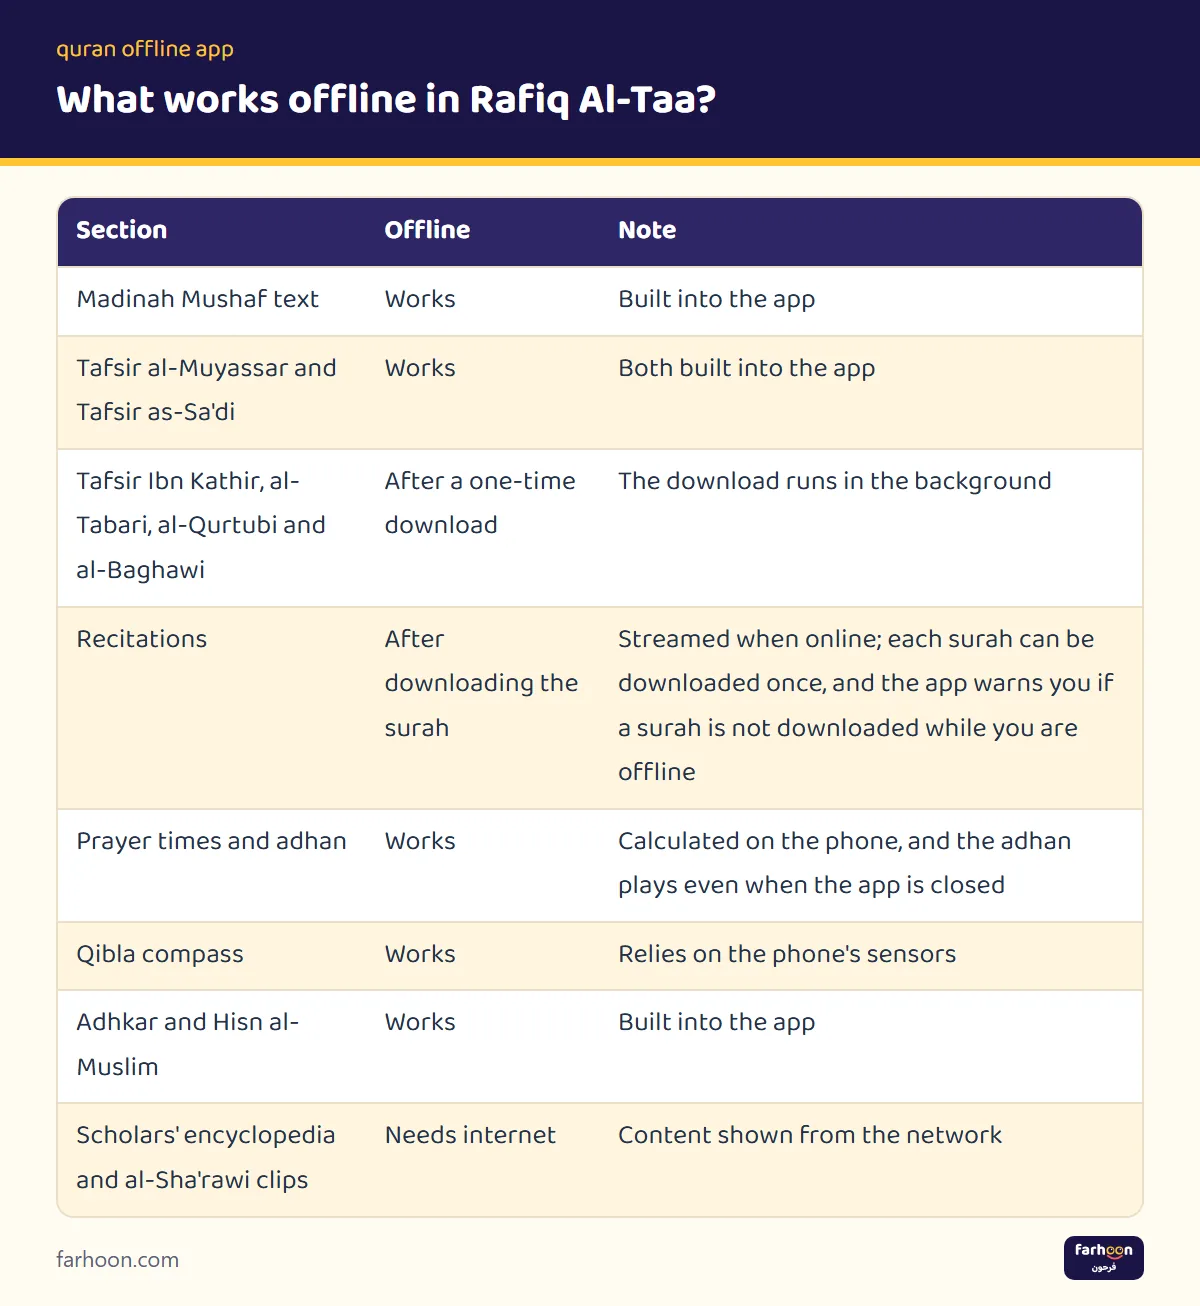 quran offline app
What works offline in Rafiq Al-Taa?
Section Offline Note
Madinah Mushaf text Works Built into the app
Tafsir al-Muyassar and Works Both built into the app
Tafsir as-Sa'di
Tafsir Ibn Kathir, al- After a one-time The download runs in the background
Tabari, al-Qurtubi and download
al-Baghawi
Recitations After Streamed when online; each surah can be
downloading the downloaded once, and the app warns you if
surah a surah is not downloaded while you are
offline
Prayer times and adhan Works Calculated on the phone, and the adhan
plays even when the app is closed
Qibla compass Works Relies on the phone's sensors
Adhkar and Hisn al- Works Built into the app
Muslim
Scholars' encyclopedia Needs internet Content shown from the network
and al-Sha'rawi clips
farhoon.com
farhoon
فرحون